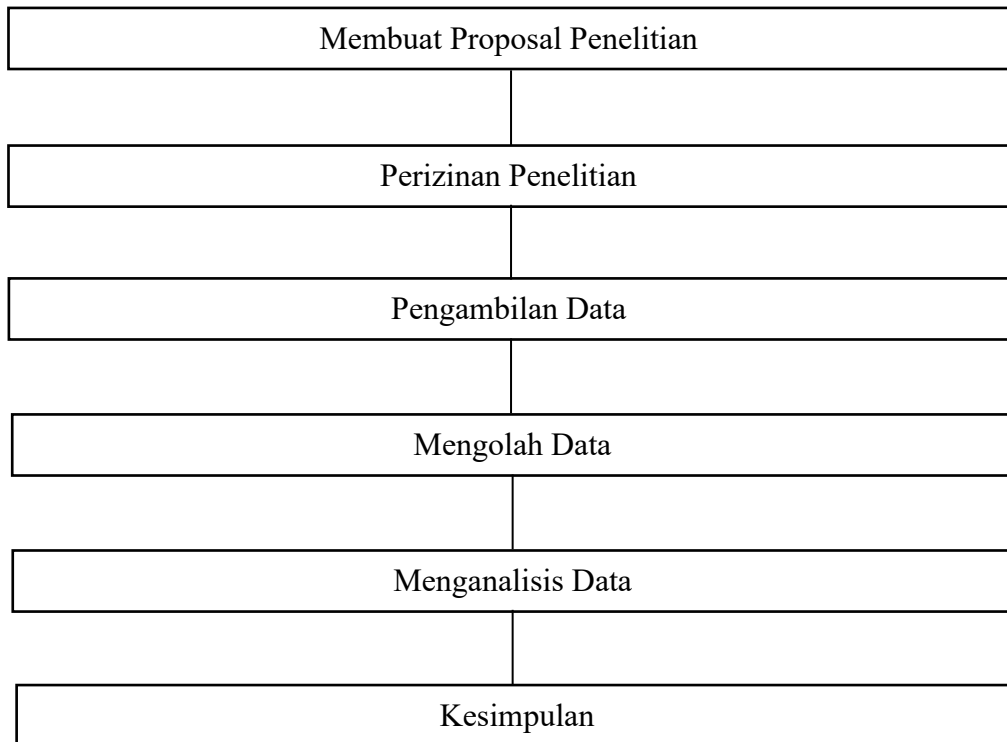 Membuat Proposal Penelitian
Perizinan Penelitian
Pengambilan Data
Mengolah Data
Menganalisis Data
Kesimpulan